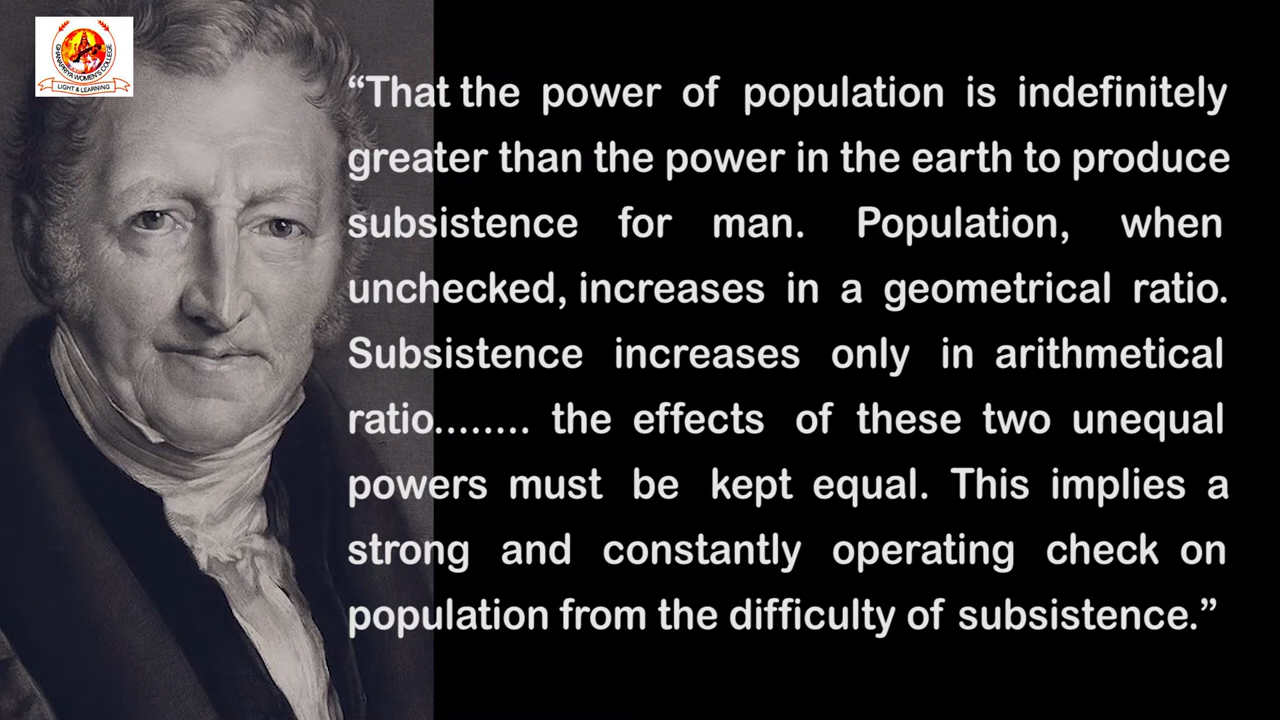 GHANAPRIYA WOMEN'S COLLEGE
LIGHT & LEARNING
“That the power of population is indefinitely
greater than the power in the earth to produce
subsistence for man. Population, when
unchecked, increases in a geometrical ratio.
Subsistence increases only in arithmetical
ratio........ the effects of these two unequal
powers must be kept equal. This implies a
strong and constantly operating check on
population from the difficulty of subsistence.”